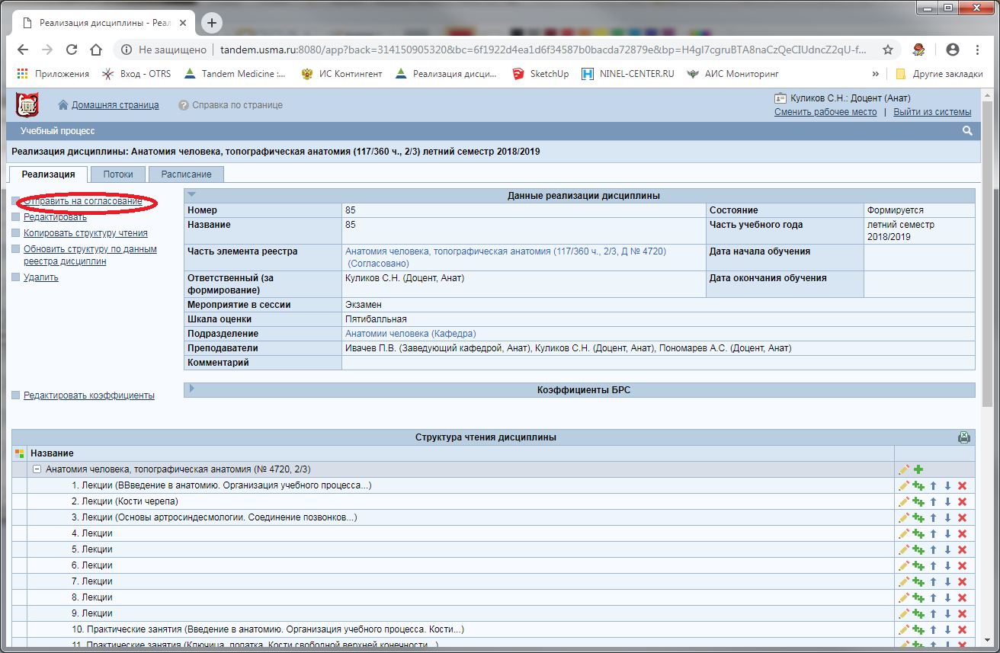 Реализация дисциплины - Реал
Не защищено
tandem.usma.ru:8080/app?back=314150905320&bc=6f1922d4ea1d6f34587b0bacda72879e&bp=H4gI7cgruBTA8naCzQeCIUdncZ2qU-f...
Приложения
Вход - OTRS
Tandem Medicine :...
ИС Контингент
Реализация дисци...
SketchUp
NINEL-CENTER.RU
АИС Мониторинг
»
Другие закладки
Домашняя страница
Справка по странице
Куликов С.Н.: Доцент (Анат)
Сменить рабочее место | Выйти из системы
Учебный процесс
Реализация дисциплины: Анатомия человека, топографическая анатомия (117/360 ч., 2/3) летний семестр 2018/2019
Реализация
Потоки
Расписание
Отправить на согласование
Редактировать
Копировать структуру чтения
Обновить структуру по данным
реестра дисциплин
Удалить
Данные реализации дисциплины
Номер 85 Состояние Формируется
Название 85 Часть учебного года летний семестр
2018/2019
Часть элемента реестра Анатомия человека, топографическая анатомия (117/360 ч., 2/3, Д № 4720) Дата начала обучения
(Согласовано)
Ответственный (за Куликов С.Н. (Доцент, Анат) Дата окончания обучения
формирование)
Мероприятие в сессии Экзамен
Шкала оценки Пятибалльная
Подразделение Анатомии человека (Кафедра)
Преподаватели Ивачев П.В. (Заведующий кафедрой, Анат), Куликов С.Н. (Доцент, Анат), Пономарев А.С. (Доцент, Анат)
Комментарий
Редактировать коэффициенты
Коэффициенты БРС
Структура чтения дисциплины
Название
Анатомия человека, топографическая анатомия (№ 4720, 2/3)
1. Лекции (ВВведение в анатомию. Организация учебного процесса...)
2. Лекции (Кости черепа)
3. Лекции (Основы артросиндесмологии. Соединение позвонков...)
4. Лекции
5. Лекции
6. Лекции
7. Лекции
8. Лекции
9. Лекции
10. Практические занятия (Введение в анатомию. Организация учебного процесса. Кости...)
11. Практические занятия (Ключица, лопатка. Кости свободной верхней конечности...)